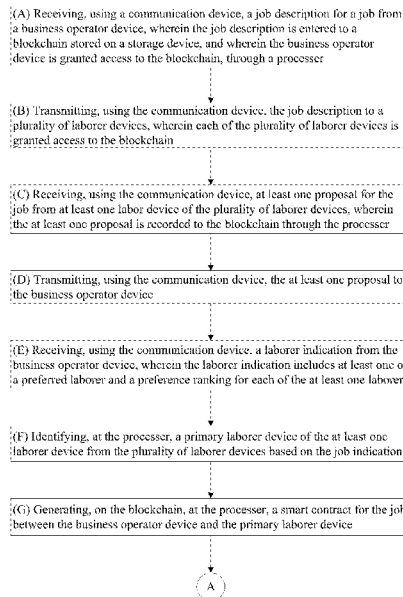 (A) Receiving, using a communication device, a job description for a job from
a business operator device, wherein the job description is entered to a
blockchain stored on a storage device, and wherein the business operator
device is granted access to the blockchain, through a processer
(B) Transmitting, using the communication device, the job description to a
plurality of laborer devices, wherein each of the plurality of laborer devices is
granted access to the blockchain
(C) Receiving, using the communication device, at least one proposal for the
job from at least one labor device of the plurality of laborer devices, wherein
the at least one proposal is recorded to the blockchain through the processer
(D) Transmitting, using the communication device, the at least one proposal to
the business operator device
(E) Receiving, using the communication device, a laborer indication from the
business operator device, wherein the laborer indication includes at least one o
a preferred laborer and a preference ranking for each of the at least one laborer
(F) Identifying, at the processer, a primary laborer device of the at least one
laborer device from the plurality of laborer devices based on the job indication
(G) Generating, on the blockchain, at the processer, a smart contract for the job
between the business operator device and the primary laborer device
A